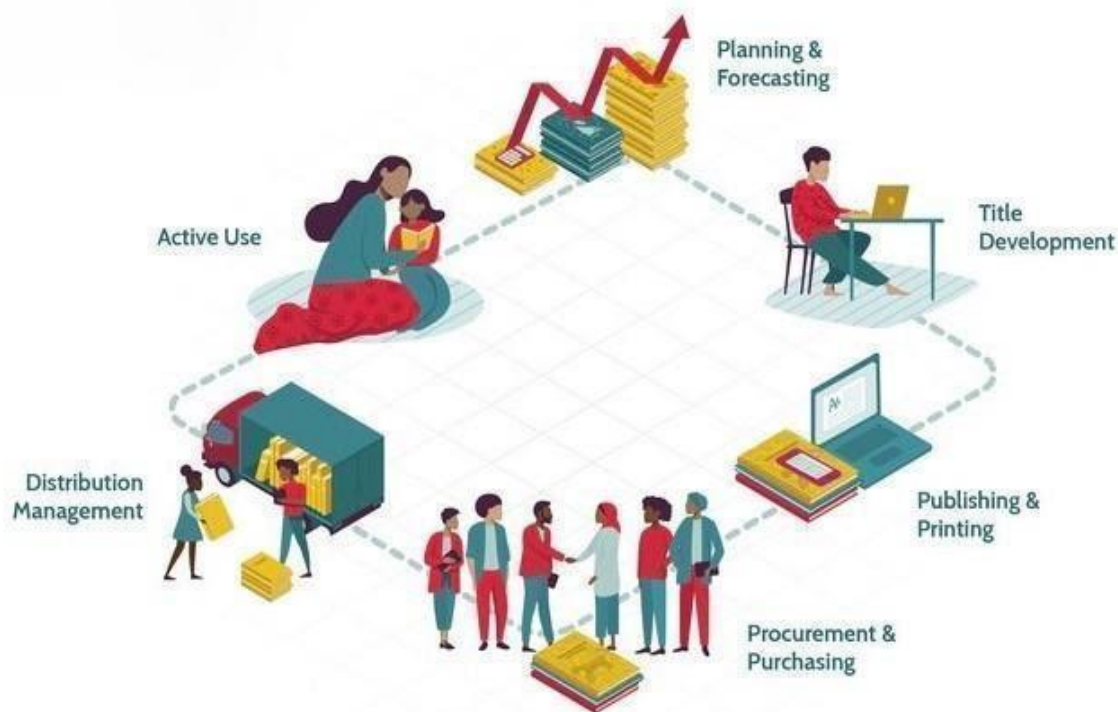 Planning &
Forecasting
Title
Development
Publishing &
Printing
Procurement &
Purchasing
Distribution
Management
Active Use